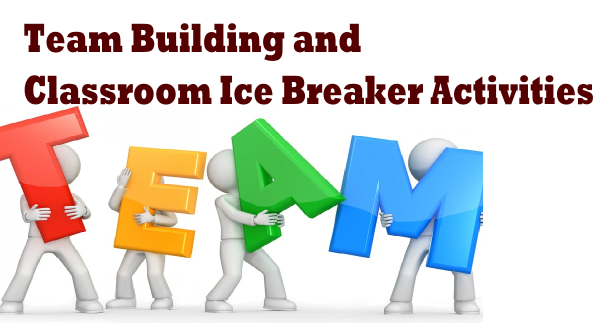 Team Building and
Classroom Ice Breaker Activities
TEAM